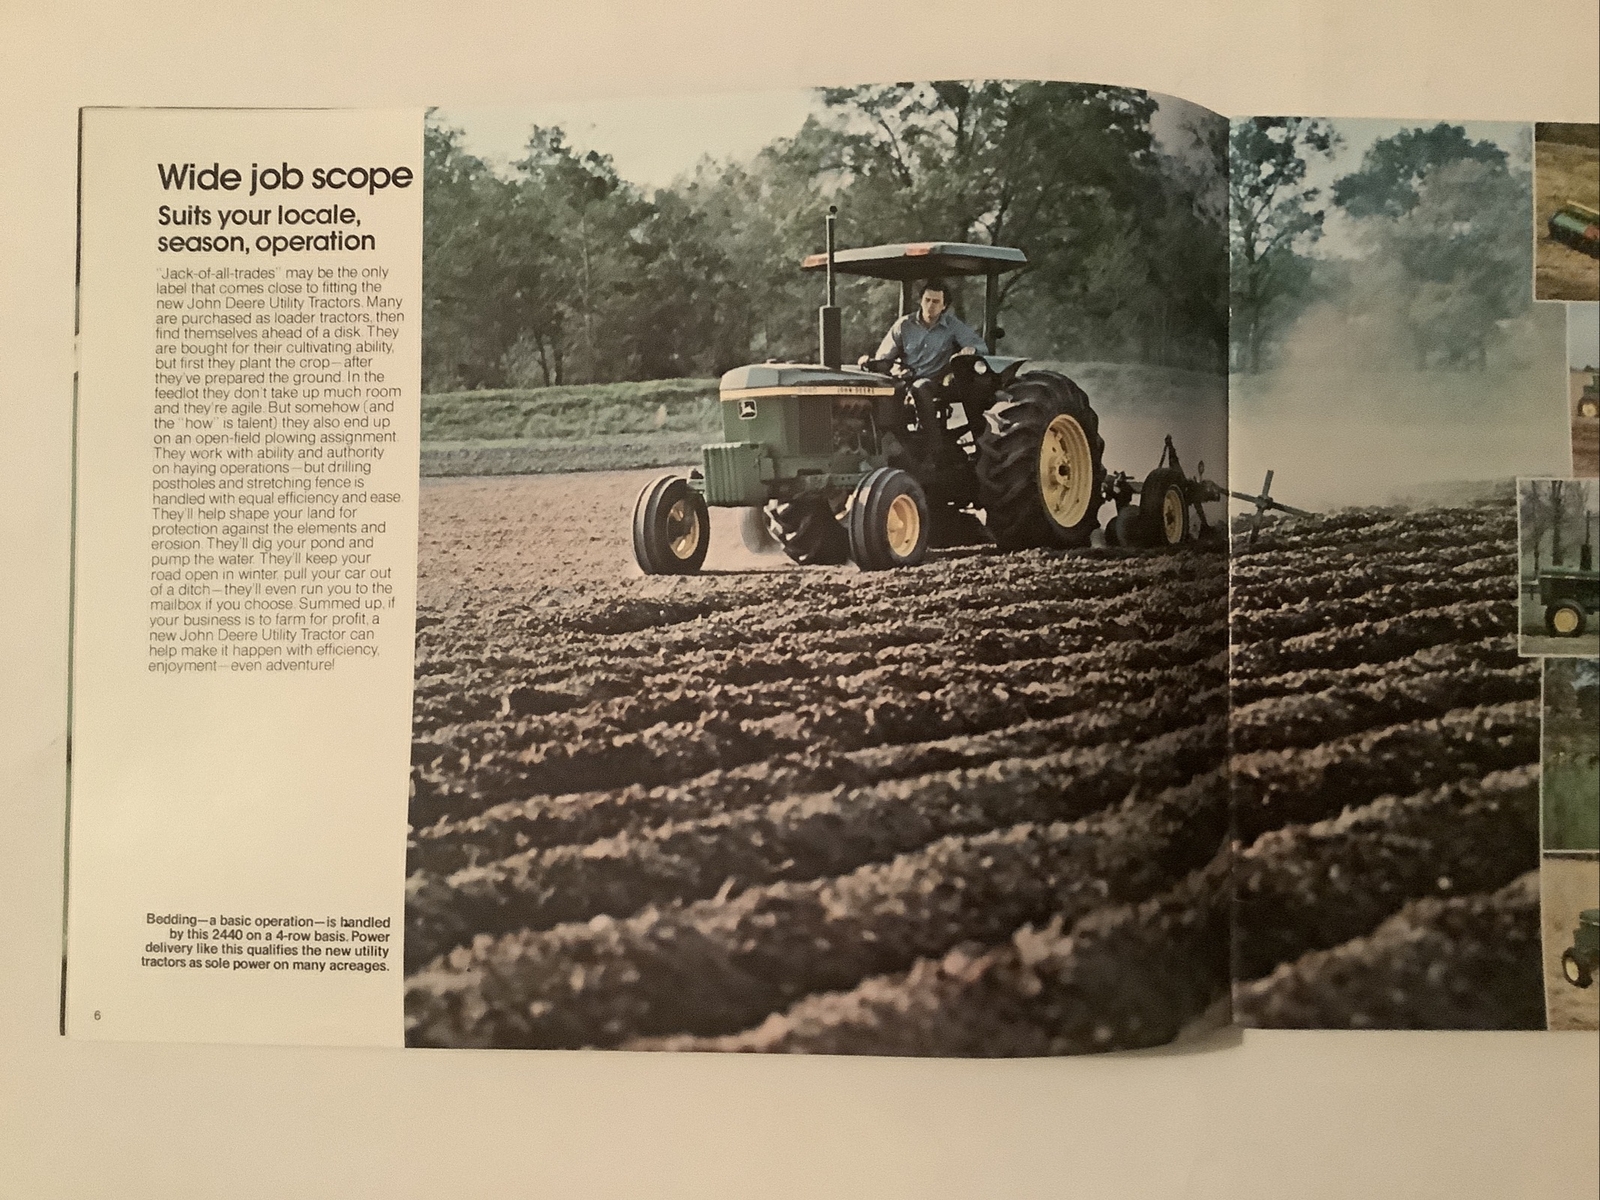 Wide job scope
Suits your locale,
season, operation
"Jack-of-all-trades" may be the only
label that comes close to fitting the
new John Deere Utility Tractors. Many
are purchased as loader tractors, then
find themselves ahead of a disk. They
are bought for their cultivating ability,
but first they plant the crop—after
they've prepared the ground. In the
feedlot they don't take up much room
and they're agile. But somehow (and
the "how" is talent) they also end up
on an open-field plowing assignment.
They work with ability and authority
on haying operations—but drilling
postholes and stretching fence is
handled with equal efficiency and ease.
They'll help shape your land for
protection against the elements and
erosion. They'll dig your pond and
pump the water. They'll keep your
road open in winter, pull your car out
of a ditch—they'll even run you to the
mailbox if you choose. Summed up, if
your business is to farm for profit, a
new John Deere Utility Tractor can
help make it happen with efficiency,
enjoyment—even adventure!
Bedding—a basic operation—is handled
by this 2440 on a 4-row basis. Power
delivery like this qualifies the new utility
tractors as sole power on many acreages.
6
2440 JOHN DEERE